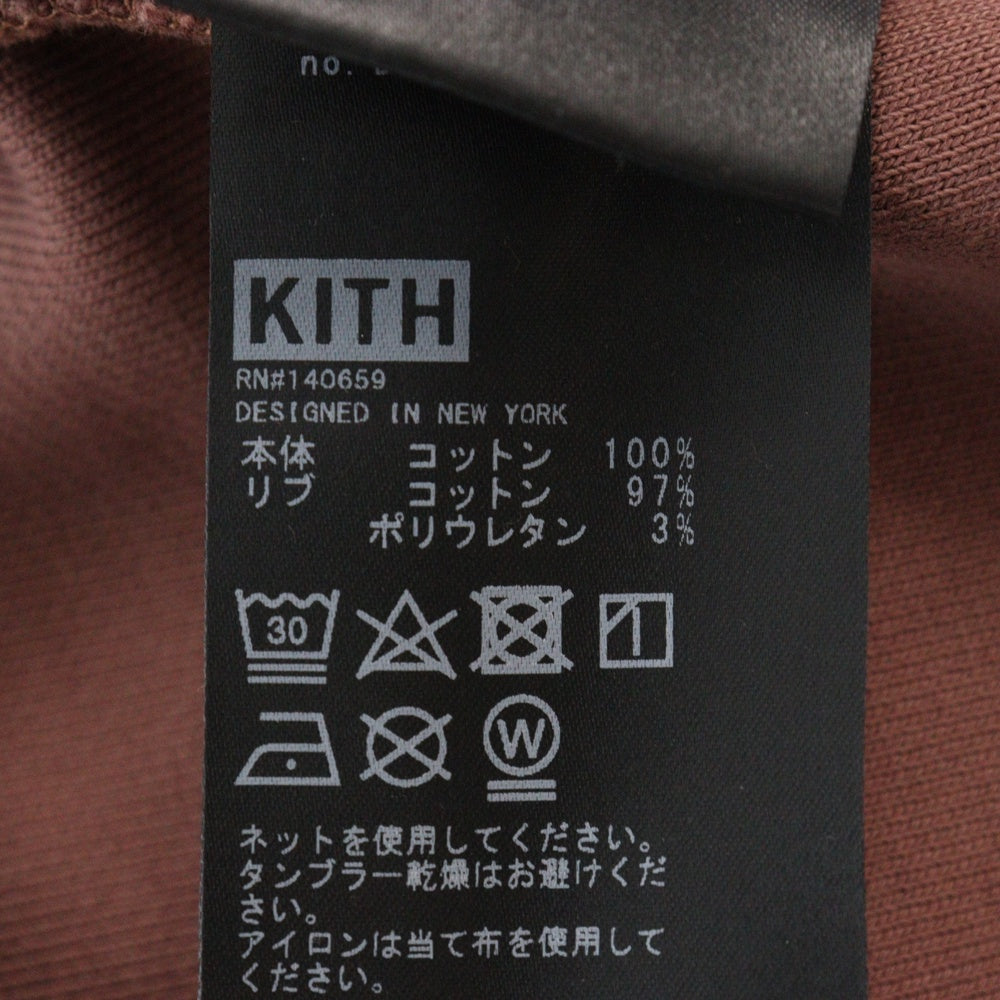 no.
KITH
RN#140659
DESIGNED IN NEW YORK
本体 コットン 100%
リブ コットン 97%
ポリウレタン 3%
30
1
W
ネットを使用してください。
タンブラー乾燥はお避けくだ
さい。
アイロンは当て布を使用して
ください。